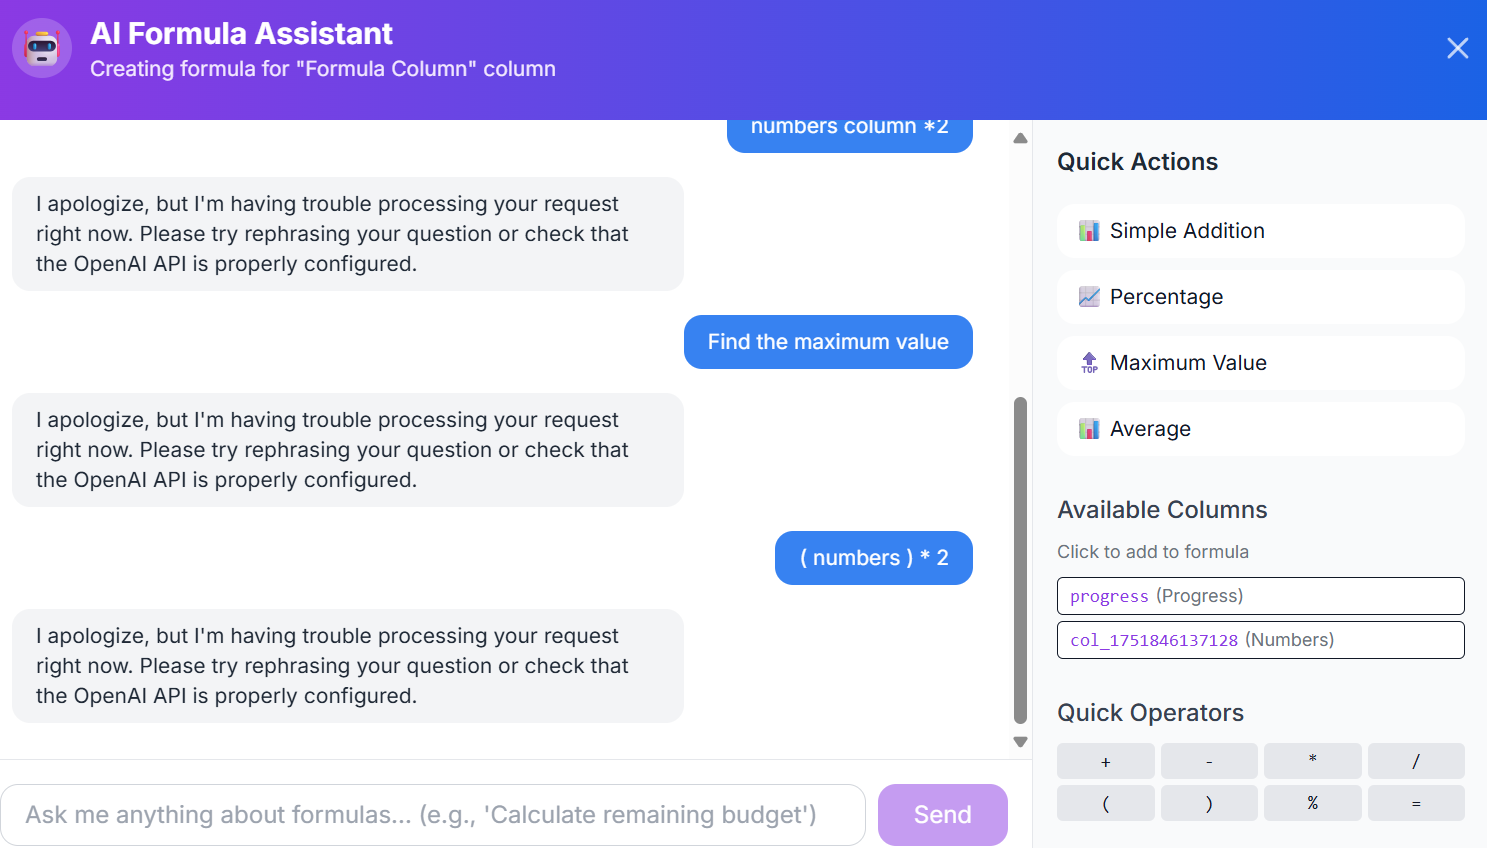 AI Formula Assistant
Creating formula for "Formula Column" column
numbers column *2
I apologize, but I'm having trouble processing your request
right now. Please try rephrasing your question or check that
the OpenAI API is properly configured.
Find the maximum value
I apologize, but I'm having trouble processing your request
right now. Please try rephrasing your question or check that
the OpenAI API is properly configured.
( numbers ) * 2
I apologize, but I'm having trouble processing your request
right now. Please try rephrasing your question or check that
the OpenAI API is properly configured.
Ask me anything about formulas... (e.g., 'Calculate remaining budget')
Send
Quick Actions
Simple Addition
Percentage
TOP
Maximum Value
Average
Available Columns
Click to add to formula
progress (Progress)
col_1751846137128 (Numbers)
Quick Operators
+ - * /
( ) % =